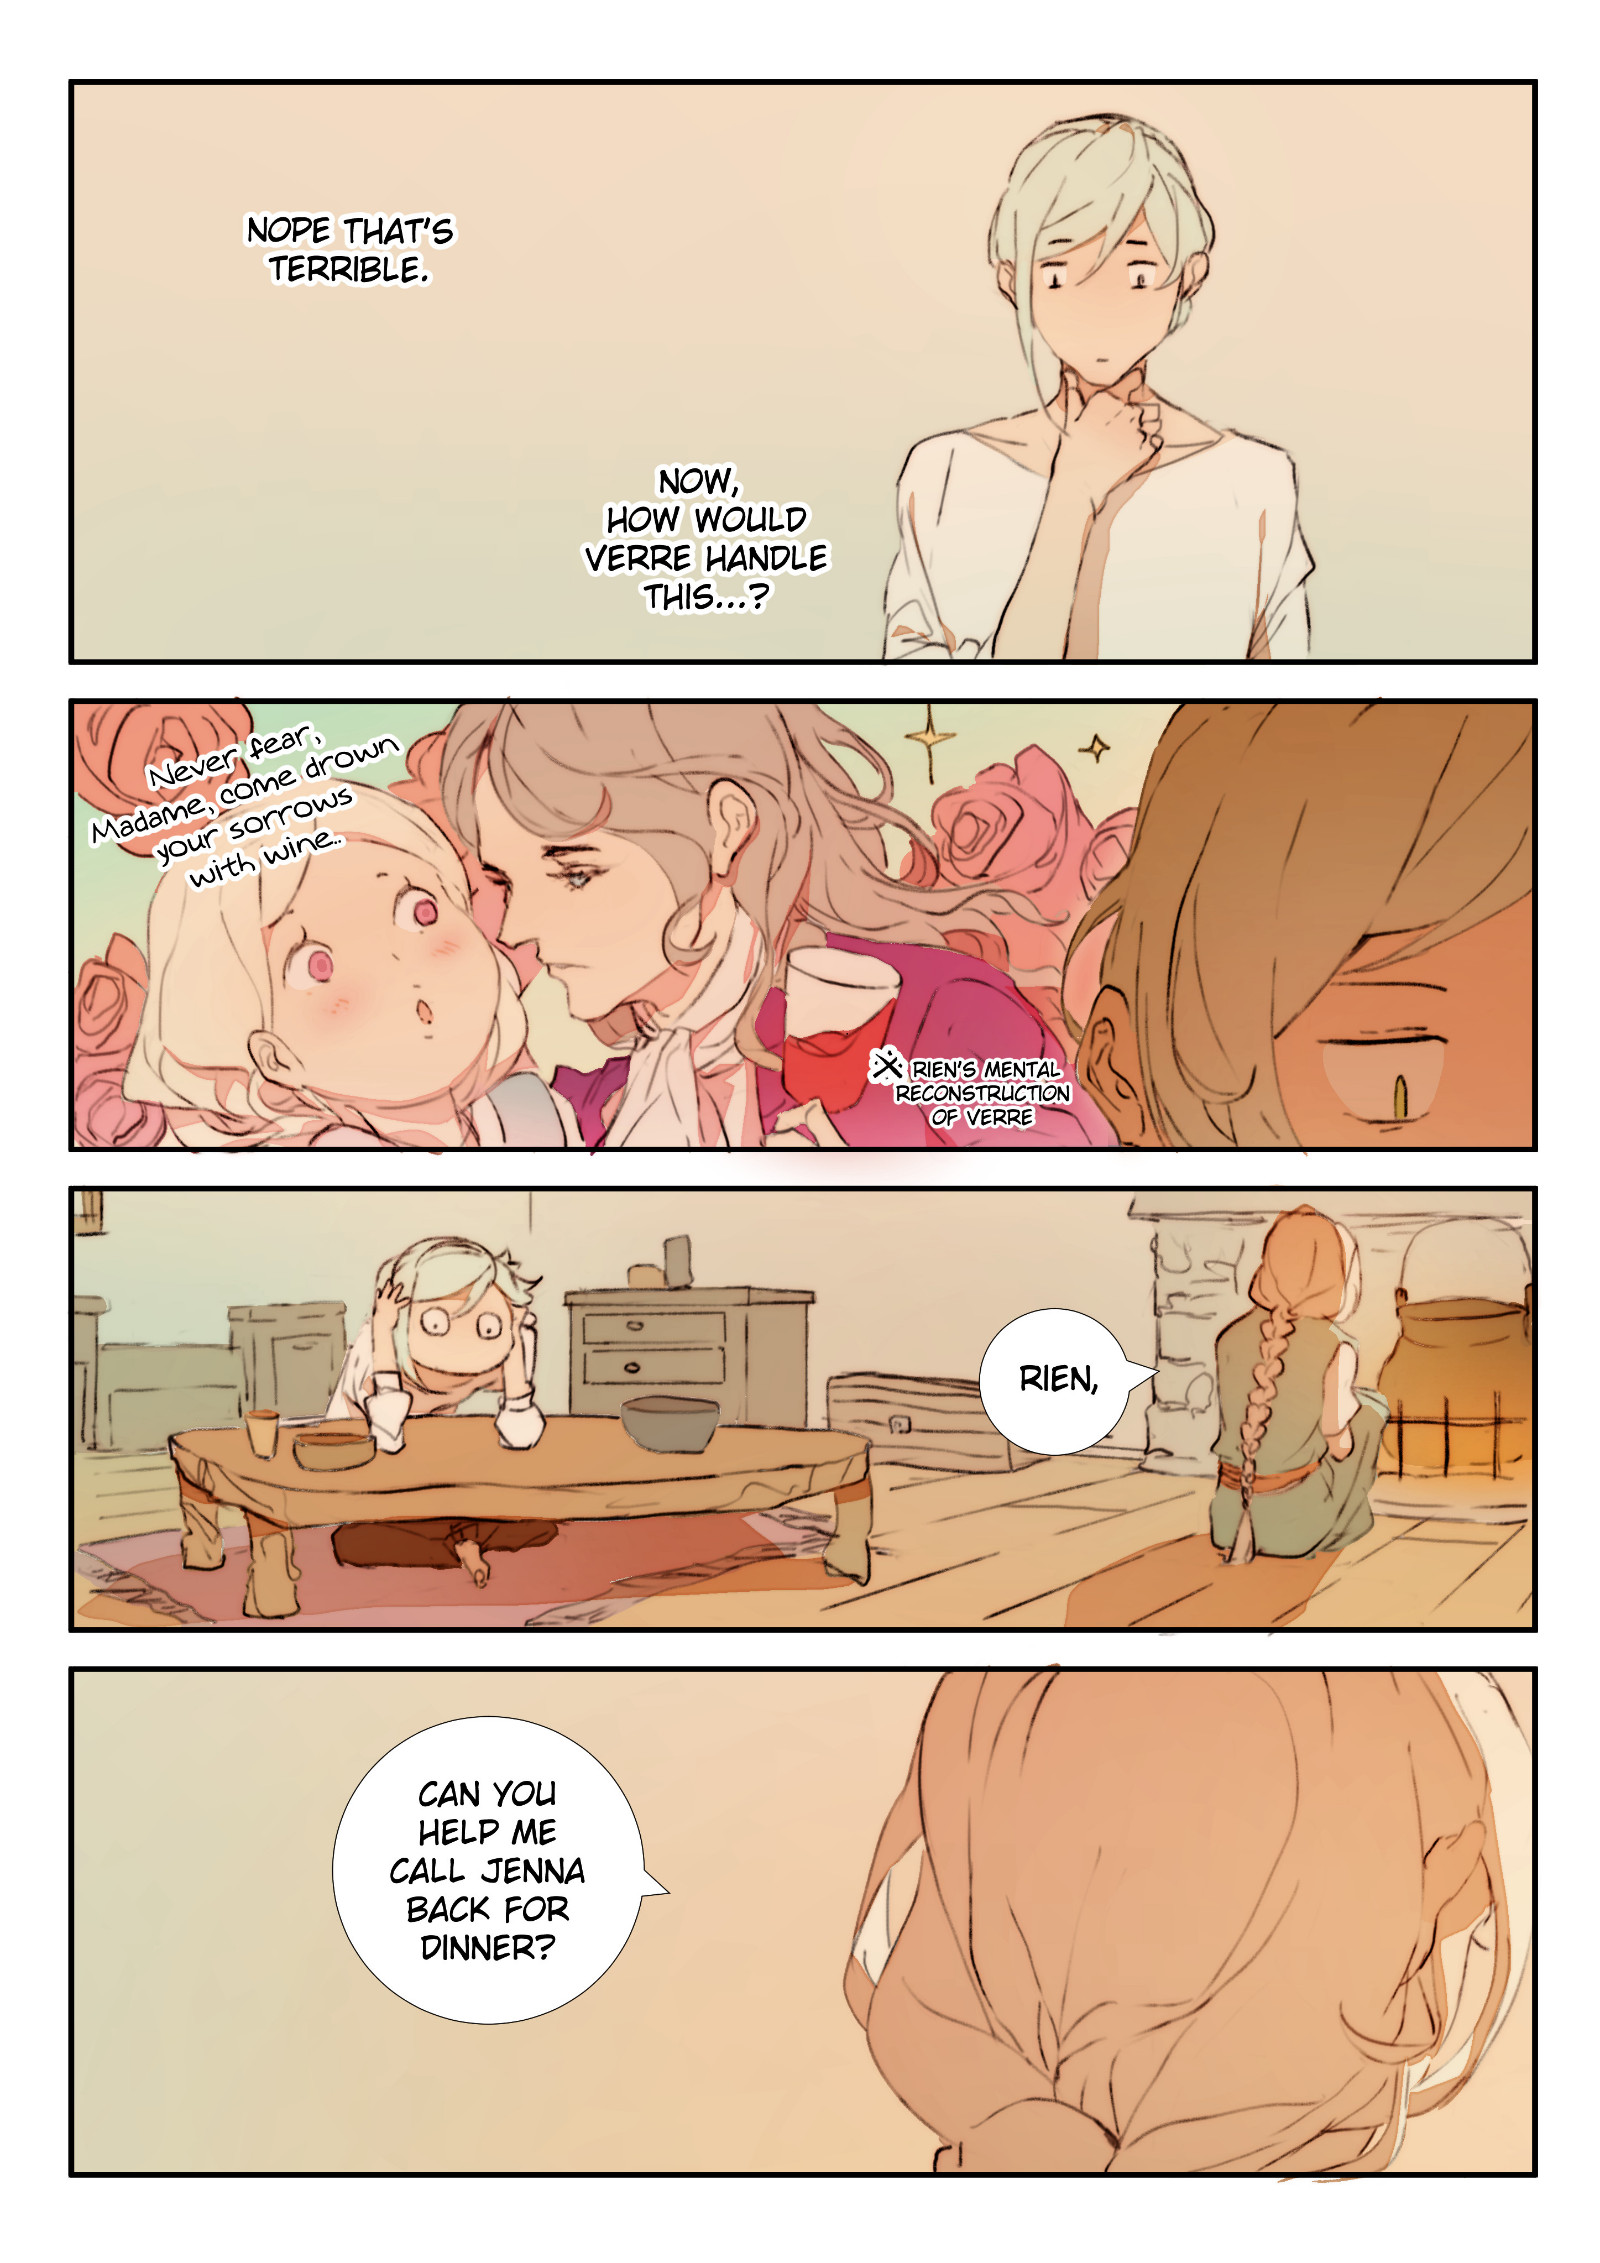 NOPE THAT'S
TERRIBLE.
NOW,
HOW WOULD
VERRE HANDLE
THIS...?
Never fear,
Madame, come drown
your sorrows
with wine..
※ RIEN'S MENTAL
RECONSTRUCTION
OF VERRE
RIEN,
CAN YOU
HELP ME
CALL JENNA
BACK FOR
DINNER?